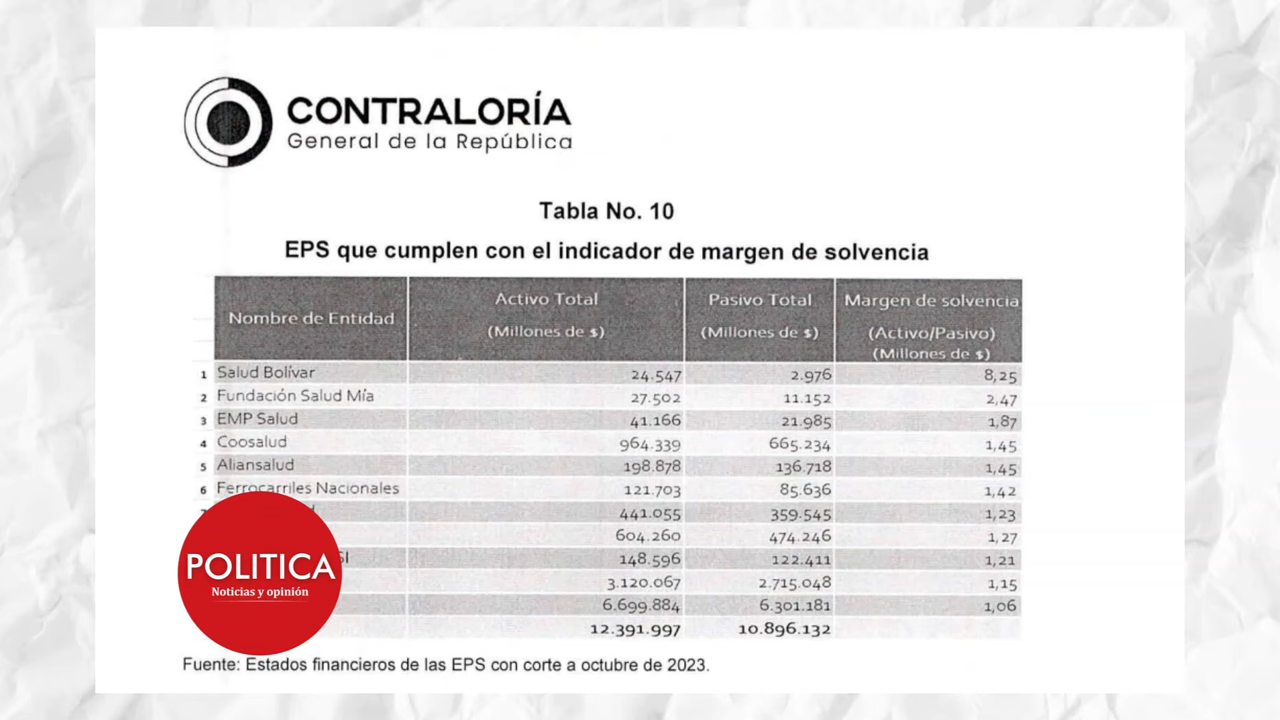 CONTRALORÍA
General de la República
Tabla No. 10
EPS que cumplen con el indicador de margen de solvencia
Nombre de Entidad Activo Total (Millones de $) Pasivo Total (Millones de $) Margen de solvencia (Activo/Pasivo) (Millones de $)
1 Salud Bolívar 24.547 2.976 8,25
2 Fundación Salud Mía 27.502 11.152 2,47
3 EMP Salud 41.166 21.985 1,87
4 Coosalud 964.339 665.234 1,45
5 Aliansalud 198.878 136.718 1,45
6 Ferrocarriles Nacionales 121.703 85.636 1,42
441.055 359.545 1,23
604.260 474.246 1,27
148.596 122.411 1,21
3.120.067 2.715.048 1,15
6.699.884 6.301.181 1,06
12.391.997 10.896.132
POLITICA
Noticias y opinión
Fuente: Estados financieros de las EPS con corte a octubre de 2023.